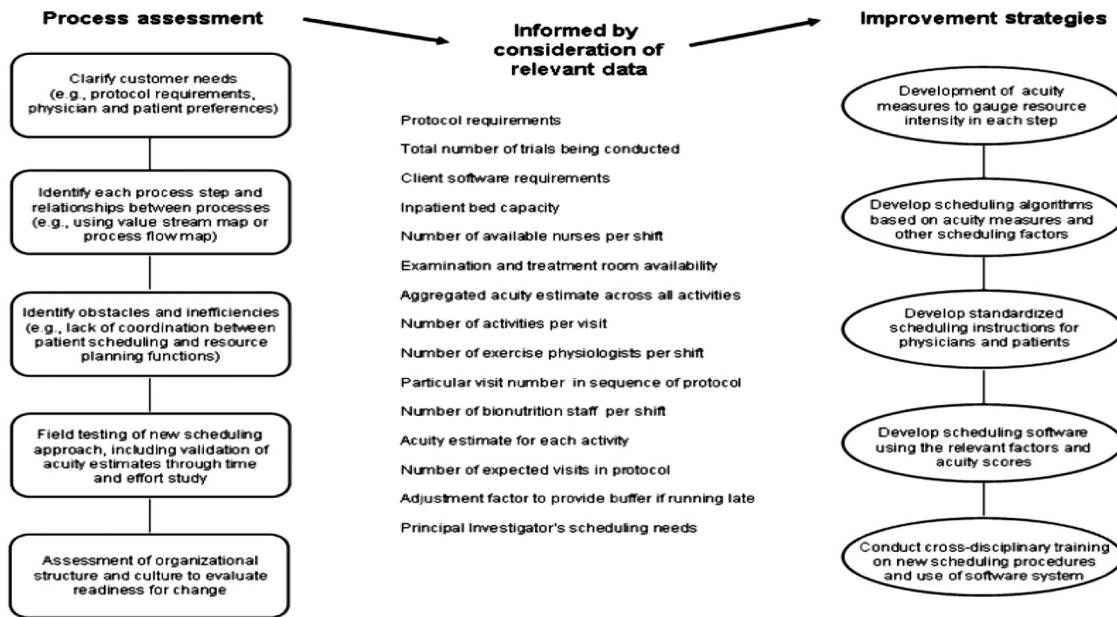 Process assessment
Clarify customer needs
(e.g., protocol requirements,
physician and patient preferences)
Identify each process step and
relationships between processes
(e.g., using value stream map or
process flow map)
Identify obstacles and inefficiencies
(e.g., lack of coordination between
patient scheduling and resource
planning functions)
Field testing of new scheduling
approach, including validation of
acuity estimates through time
and effort study
Assessment of organizational
structure and culture to evaluate
readiness for change
Informed by
consideration of
relevant data
Protocol requirements
Total number of trials being conducted
Client software requirements
Inpatient bed capacity
Number of available nurses per shift
Examination and treatment room availability
Aggregated acuity estimate across all activities
Number of activities per visit
Number of exercise physiologists per shift
Particular visit number in sequence of protocol
Number of bionutrition staff per shift
Acuity estimate for each activity
Number of expected visits in protocol
Adjustment factor to provide buffer if running late
Principal Investigator's scheduling needs
Improvement strategies
Development of acuity
measures to gauge resource
intensity in each step
Develop scheduling algorithms
based on acuity measures and
other scheduling factors
Develop standardized
scheduling instructions for
physicians and patients
Develop scheduling software
using the relevant factors and
acuity scores
Conduct cross-disciplinary training
on new scheduling procedures
and use of software system